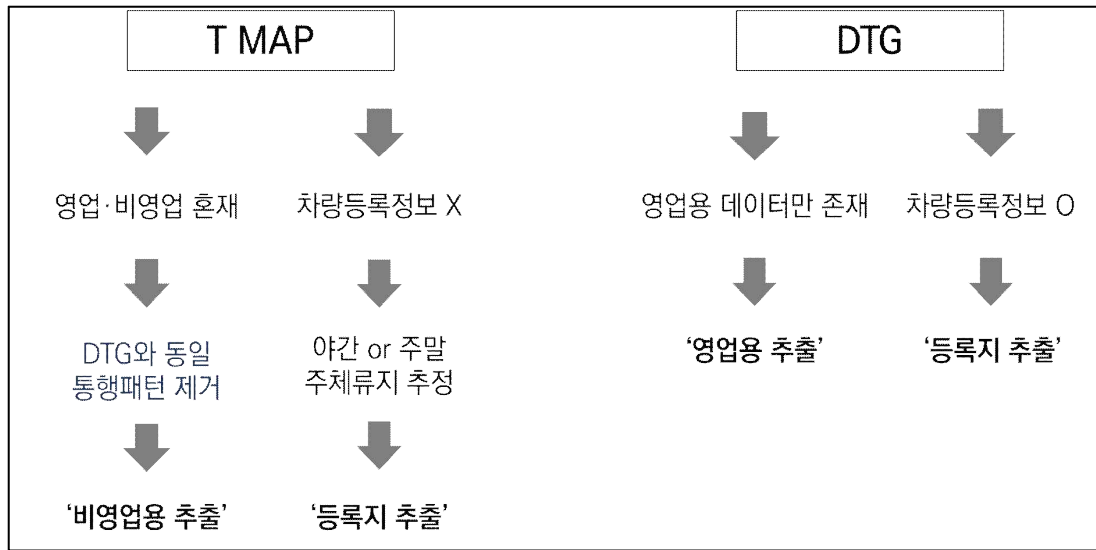 T MAP
DTG
영업·비영업 혼재
차량등록정보 X
영업용 데이터만 존재
차량등록정보 O
DTG와 동일
통행패턴 제거
야간 or 주말
주체류지 추정
‘영업용 추출’
‘등록지 추출’
‘비영업용 추출’
‘등록지 추출’